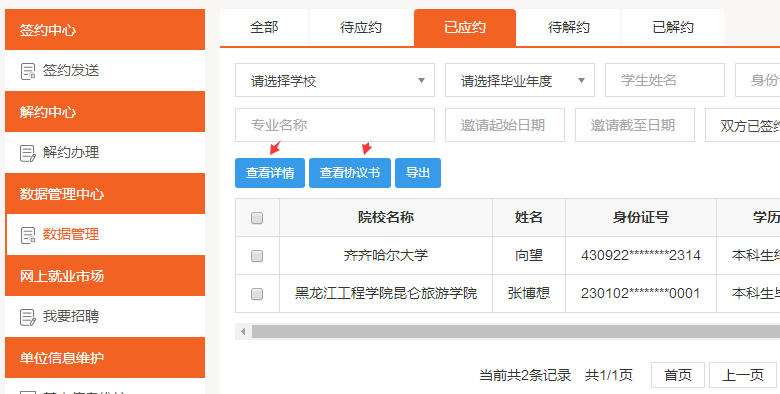 签约中心
签约发送
解约中心
解约办理
数据管理中心
数据管理
网上就业市场
我要招聘
单位信息维护
全部 待应约 已应约 待解约 已解约
请选择学校 请选择毕业年度 学生姓名 身份
专业名称 邀请起始日期 邀请截至日期 双方已签约
查看详情 查看协议书 导出
院校名称 姓名 身份证号 学历
齐齐哈尔大学 向望 430922********2314 本科生
黑龙江工程学院昆仑旅游学院 张博想 230102********0001 本科生
当前共2条记录 共1/1页 首页 上一页